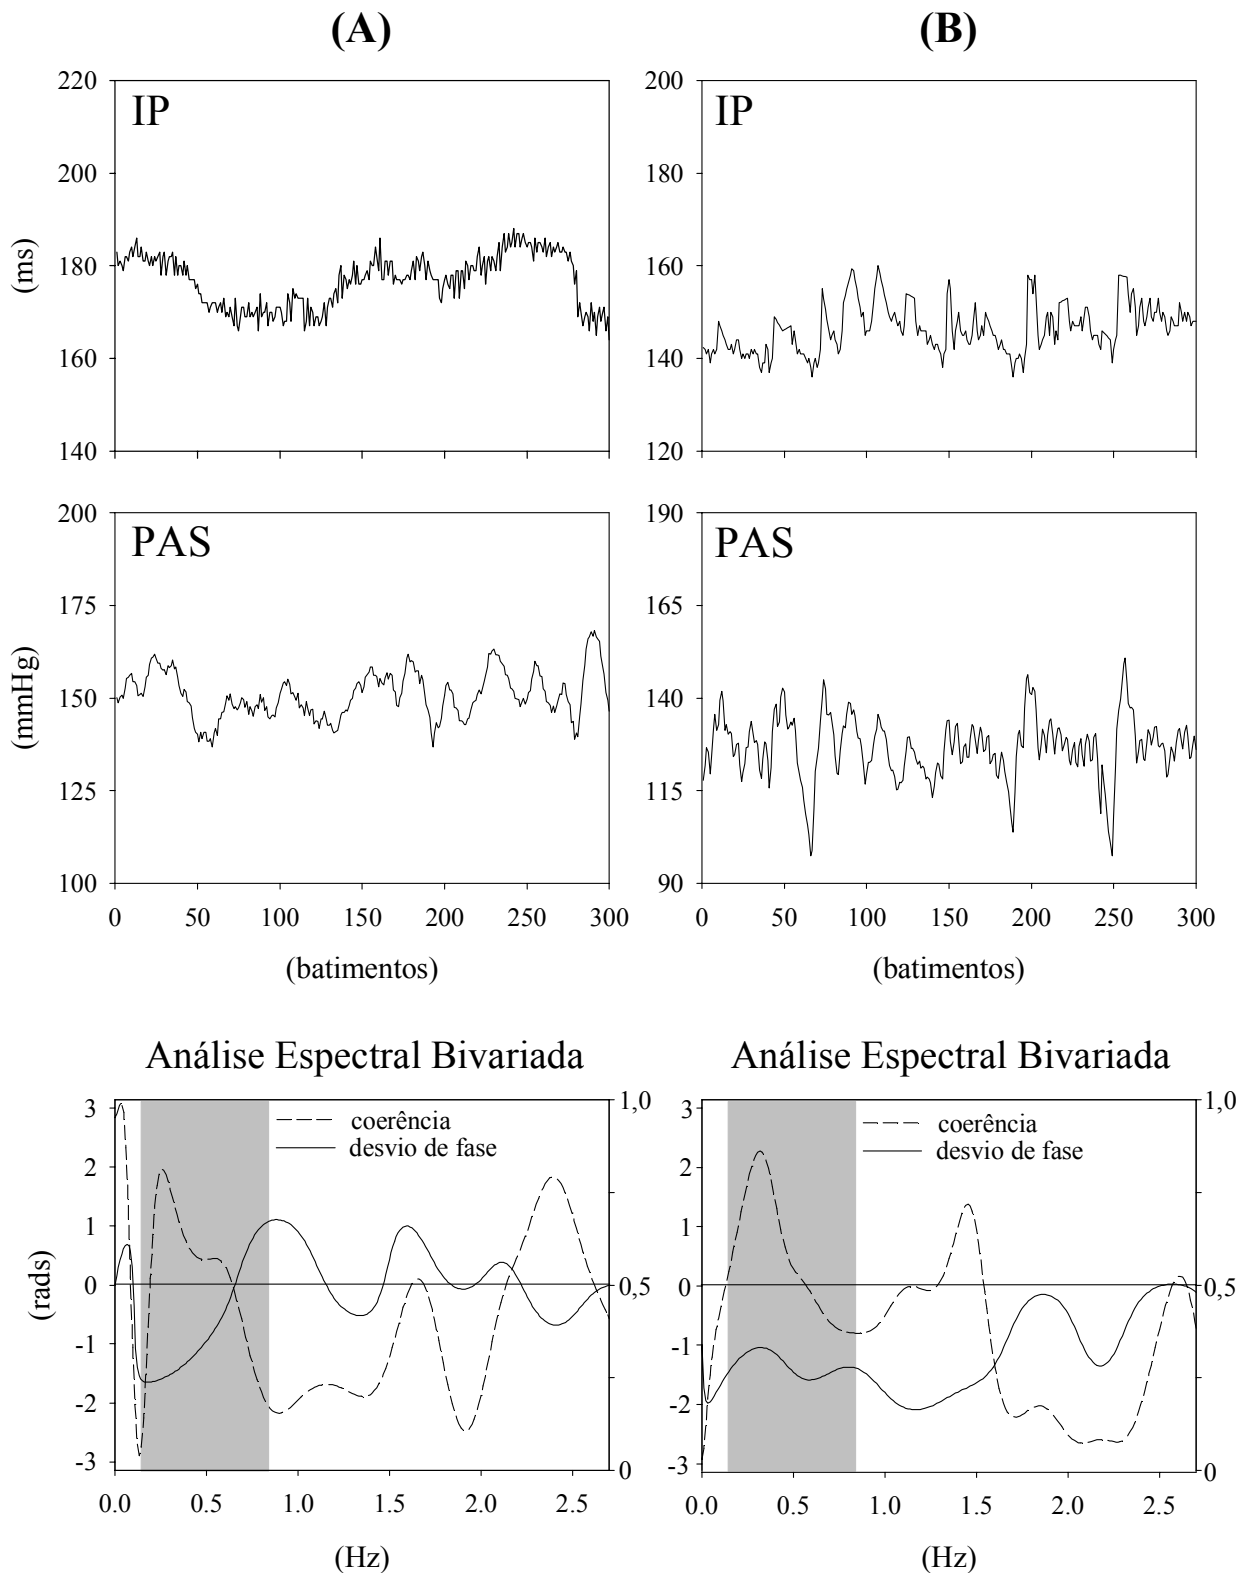 (A)
(B)
IP
220
200
180
160
140
(ms)
IP
200
180
160
140
120
PAS
200
175
150
125
100
(mmHg)
0 50 100 150 200 250 300
(batimentos)
PAS
190
165
140
115
90
0 50 100 150 200 250 300
(batimentos)
Análise Espectral Bivariada
coerência
desvio de fase
3
2
1
0
-1
-2
-3
(rads)
1,0
0,5
0
0.0 0.5 1.0 1.5 2.0 2.5
(Hz)
Análise Espectral Bivariada
coerência
desvio de fase
3
2
1
0
-1
-2
-3
1,0
0,5
0
0.0 0.5 1.0 1.5 2.0 2.5
(Hz)